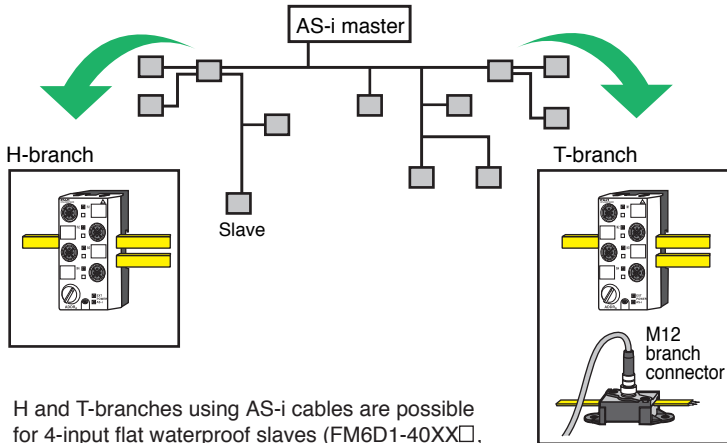 AS-i master
H-branch
T-branch
Slave
M12
branch
connector
H and T-branches using AS-i cables are possible
for 4-input flat waterproof slaves (FM6D1-40XX□,